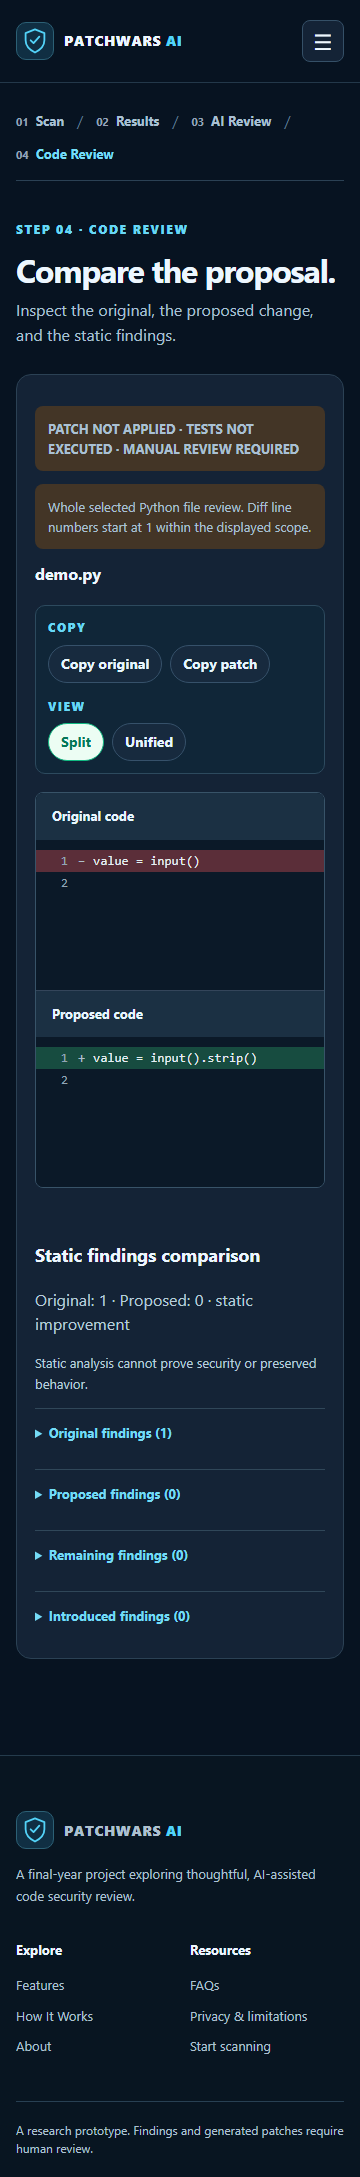 PATCHWARS AI
01 Scan / 02 Results / 03 AI Review /
04 Code Review
STEP 04 · CODE REVIEW
Compare the proposal.
Inspect the original, the proposed change,
and the static findings.
PATCH NOT APPLIED · TESTS NOT
EXECUTED · MANUAL REVIEW REQUIRED
Whole selected Python file review. Diff line
numbers start at 1 within the displayed scope.
demo.py
COPY
Copy original Copy patch
VIEW
Split Unified
Original code
1 - value = input()
2
Proposed code
1 + value = input().strip()
2
Static findings comparison
Original: 1 · Proposed: 0 · static
improvement
Static analysis cannot prove security or preserved
behavior.
Original findings (1)
Proposed findings (0)
Remaining findings (0)
Introduced findings (0)
PATCHWARS AI
A final-year project exploring thoughtful, AI-assisted
code security review.
Explore Resources
Features FAQs
How It Works Privacy & limitations
About Start scanning
A research prototype. Findings and generated patches require
human review.